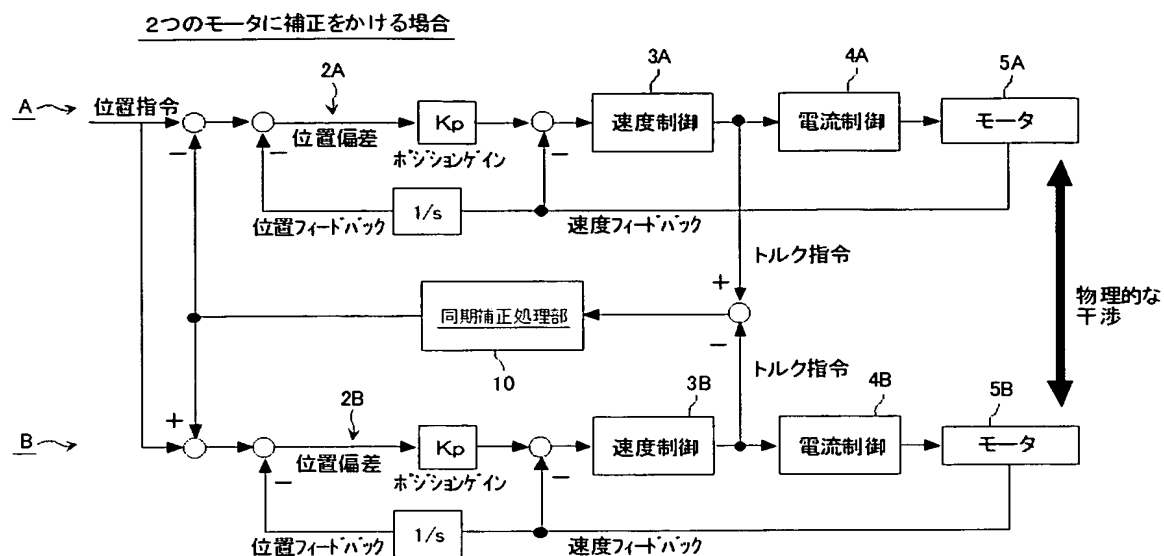 2つのモータに補正をかける場合
A
位置指令
2A
3A
4A
5A
位置偏差
Kp
ポジションゲイン
速度制御
電流制御
モータ
−
−
−
位置フィードバック
1/s
速度フィードバック
トルク指令
+
同期補正処理部
−
物理的な
干渉
10
トルク指令
B
+
2B
3B
4B
5B
位置偏差
Kp
ポジションゲイン
速度制御
電流制御
モータ
−
−
位置フィードバック
1/s
速度フィードバック